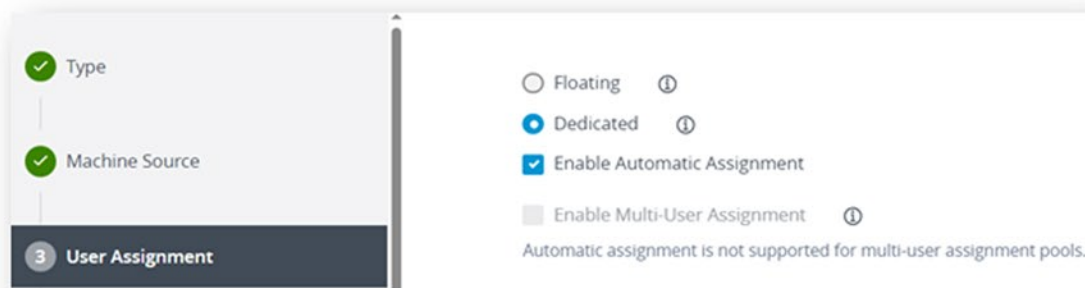 Type
Machine Source
3 User Assignment
Floating
Dedicated
Enable Automatic Assignment
Enable Multi-User Assignment
Automatic assignment is not supported for multi-user assignment pools.